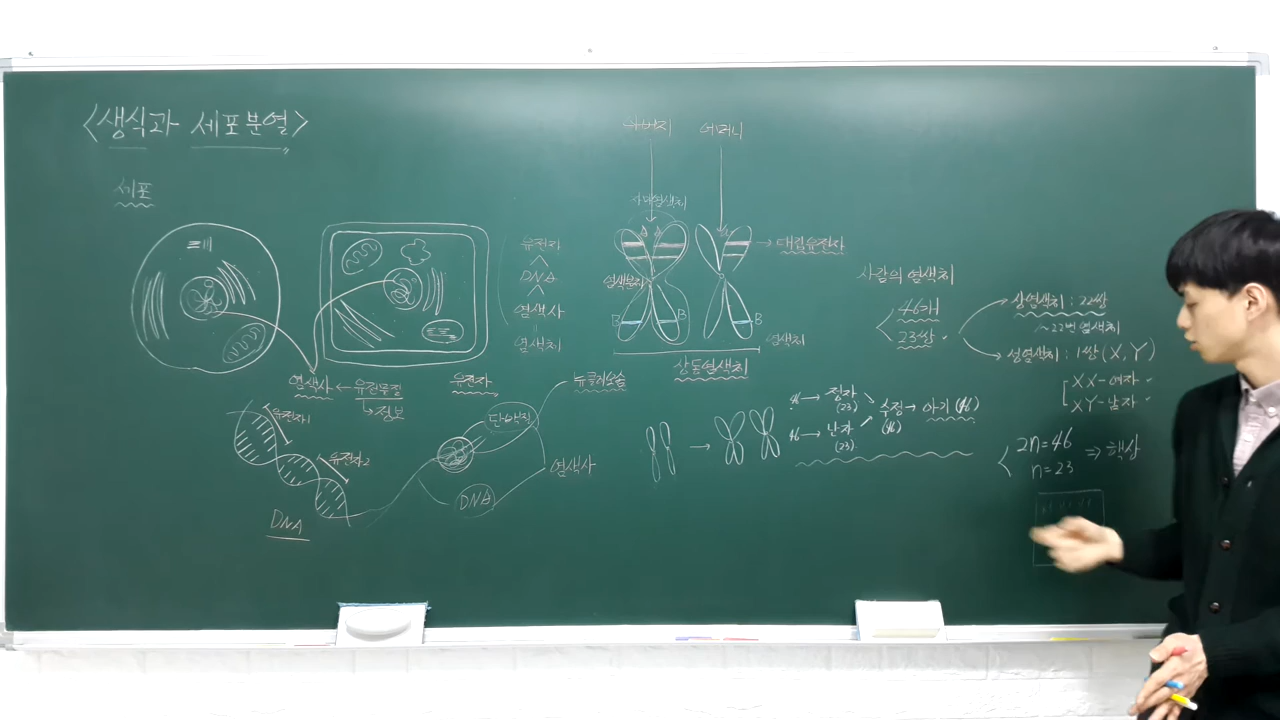 <생식과 세포분열>
세포
염색사 ← 유전물질
↳ 정보
유전자1
유전자2
DNA
유전자
DNA
염색사
염색체
유전자
뉴클레오솜
단백질
DNA
염색사
아버지
어머니
자매염색체
대립유전자
염색분체
B
B
B
염색체
상동염색체
46 → 정자
(23)
46 → 난자
(23)
수정 → 아기(46)
(46)
사람의 염색체
46개
23쌍
상염색체 : 22쌍
~22번 염색체
성염색체 : 1쌍 (X, Y)
XX - 여자
XY - 남자
2n=46
n=23
⇒ 핵상